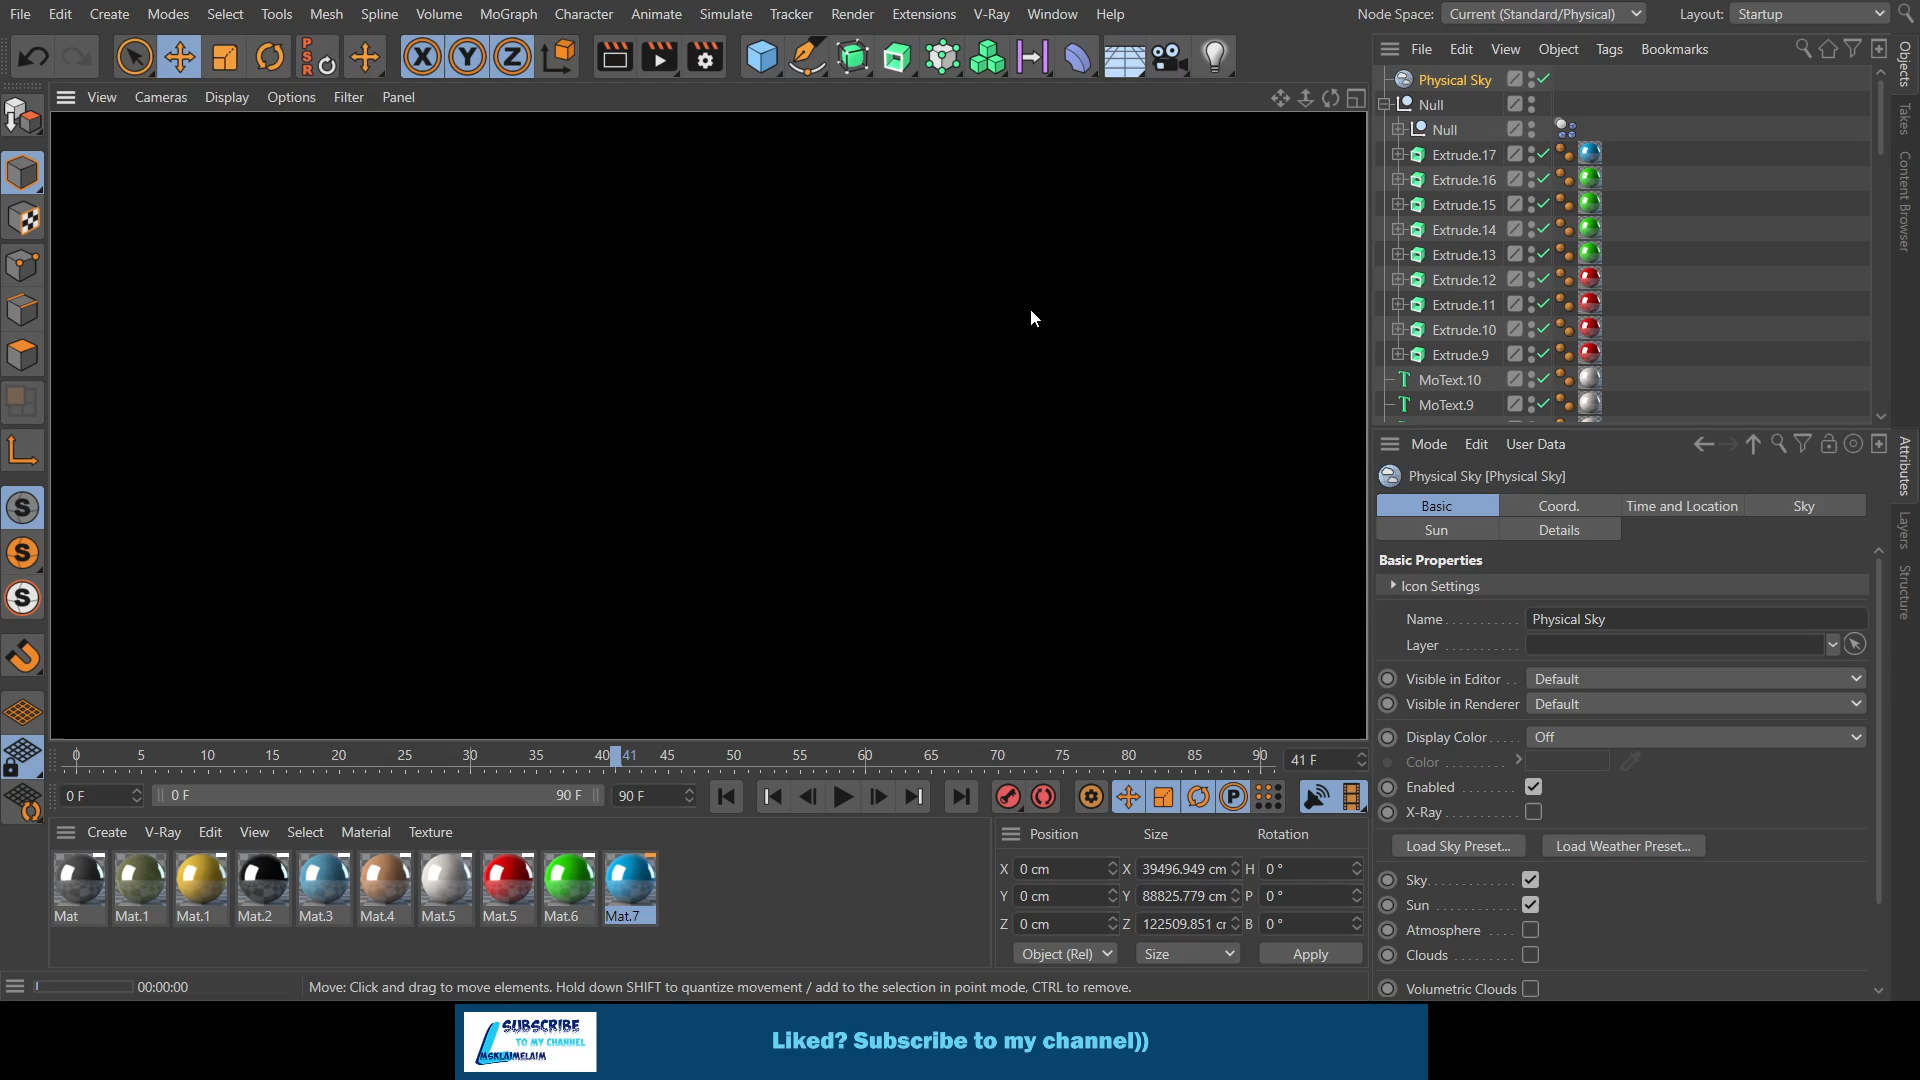 File Edit Create Modes Select Tools Mesh Spline Volume MoGraph Character Animate Simulate Tracker Render Extensions V-Ray Window Help Node Space: Current (Standard/Physical) Layout: Startup
PSR X Y Z
File Edit View Object Tags Bookmarks
View Cameras Display Options Filter Panel
Physical Sky
Null
Null
Extrude.17
Extrude.16
Extrude.15
Extrude.14
Extrude.13
Extrude.12
Extrude.11
Extrude.10
Extrude.9
MoText.10
MoText.9
Objects
Takes
Content Browser
Mode Edit User Data
Physical Sky [Physical Sky]
Basic Coord. Time and Location Sky
Sun Details
Basic Properties
Icon Settings
Name Physical Sky
Layer
Visible in Editor Default
Visible in Renderer Default
Display Color Off
Color
Enabled
X-Ray
Load Sky Preset... Load Weather Preset...
Sky
Sun
Atmosphere
Clouds
Volumetric Clouds
Attributes
Layers
Structure
0 5 10 15 20 25 30 35 40 41 45 50 55 60 65 70 75 80 85 90 41 F
0 F 0 F 90 F 90 F
Create V-Ray Edit View Select Material Texture
Mat Mat.1 Mat.1 Mat.2 Mat.3 Mat.4 Mat.5 Mat.5 Mat.6 Mat.7
Position Size Rotation
X 0 cm X 39496.949 cm H 0 °
Y 0 cm Y 88825.779 cm P 0 °
Z 0 cm Z 122509.851 cr B 0 °
Object (Rel) Size Apply
00:00:00 Move: Click and drag to move elements. Hold down SHIFT to quantize movement / add to the selection in point mode, CTRL to remove.
SUBSCRIBE
TO MY CHANNEL
MSKLAIMELAIM
Liked? Subscribe to my channel))